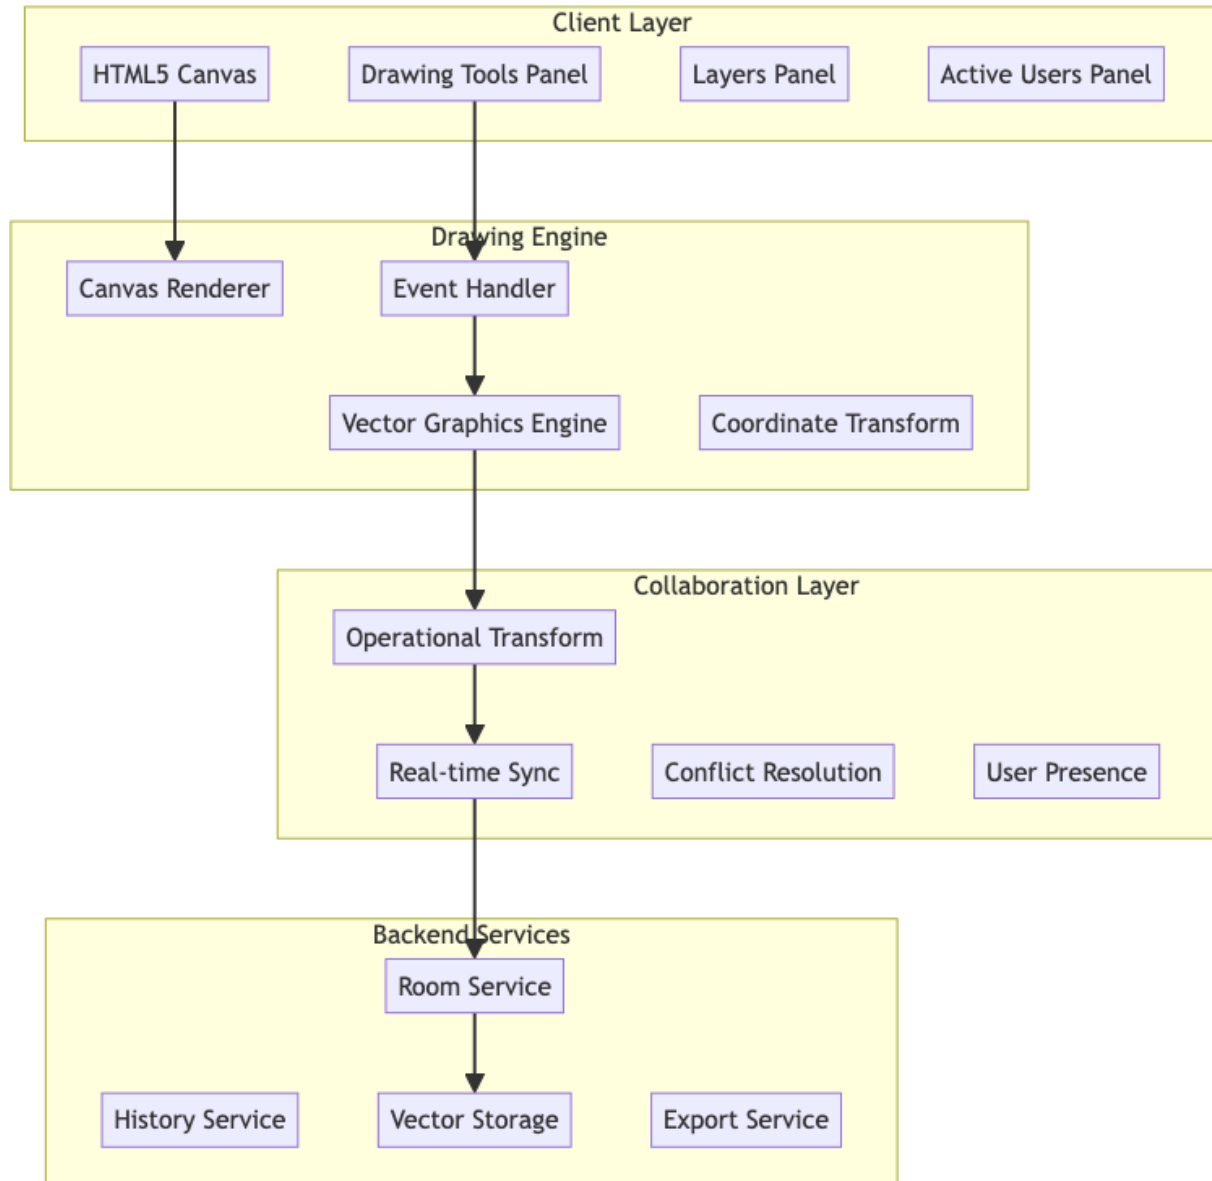 Client Layer
HTML5 Canvas
Drawing Tools Panel
Layers Panel
Active Users Panel
Drawing Engine
Canvas Renderer
Event Handler
Vector Graphics Engine
Coordinate Transform
Collaboration Layer
Operational Transform
Real-time Sync
Conflict Resolution
User Presence
Backend Services
Room Service
History Service
Vector Storage
Export Service